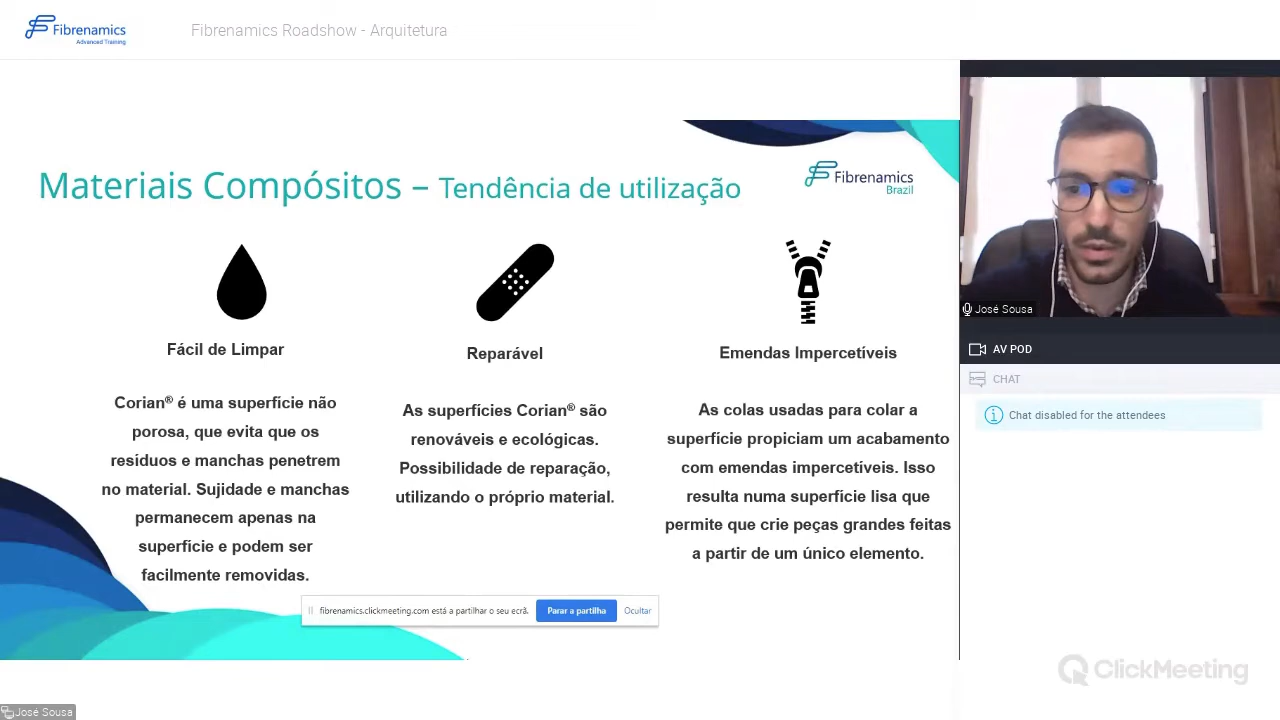 Fibrenamics
Advanced Training
Fibrenamics Roadshow - Arquitetura
Materiais Compósitos – Tendência de utilização
Fibrenamics
Brazil
Fácil de Limpar
Corian® é uma superfície não
porosa, que evita que os
resíduos e manchas penetrem
no material. Sujidade e manchas
permanecem apenas na
superfície e podem ser
facilmente removidas.
Reparável
As superfícies Corian® são
renováveis e ecológicas.
Possibilidade de reparação,
utilizando o próprio material.
Emendas Impercetíveis
As colas usadas para colar a
superfície propiciam um acabamento
com emendas impercetíveis. Isso
resulta numa superfície lisa que
permite que crie peças grandes feitas
a partir de um único elemento.
fibrenamics.clickmeeting.com está a partilhar o seu ecrã.
Parar a partilha
Ocultar
José Sousa
AV POD
CHAT
Chat disabled for the attendees
ClickMeeting
José Sousa